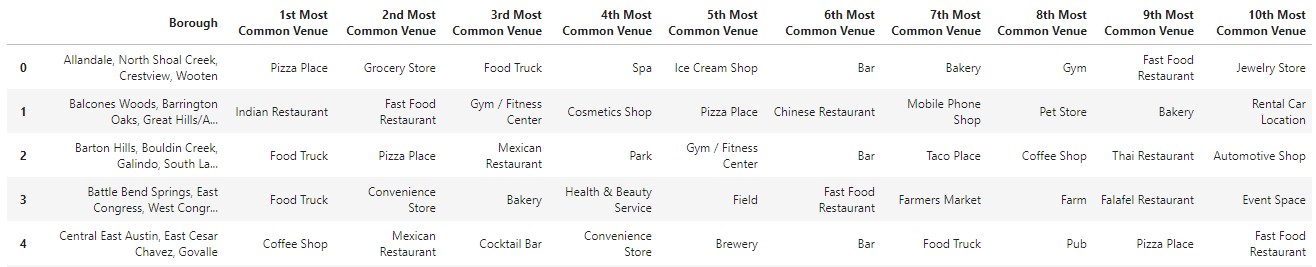 Borough 1st Most Common Venue 2nd Most Common Venue 3rd Most Common Venue 4th Most Common Venue 5th Most Common Venue 6th Most Common Venue 7th Most Common Venue 8th Most Common Venue 9th Most Common Venue 10th Most Common Venue
0 Allandale, North Shoal Creek, Crestview, Wooten Pizza Place Grocery Store Food Truck Spa Ice Cream Shop Bar Bakery Gym Fast Food Restaurant Jewelry Store
1 Balcones Woods, Barrington Oaks, Great Hills/A... Indian Restaurant Fast Food Restaurant Gym / Fitness Center Cosmetics Shop Pizza Place Chinese Restaurant Mobile Phone Shop Pet Store Bakery Rental Car Location
2 Barton Hills, Bouldin Creek, Galindo, South La... Food Truck Pizza Place Mexican Restaurant Park Gym / Fitness Center Bar Taco Place Coffee Shop Thai Restaurant Automotive Shop
3 Battle Bend Springs, East Congress, West Congr... Food Truck Convenience Store Bakery Health & Beauty Service Field Fast Food Restaurant Farmers Market Farm Falafel Restaurant Event Space
4 Central East Austin, East Cesar Chavez, Govalle Coffee Shop Mexican Restaurant Cocktail Bar Convenience Store Brewery Bar Food Truck Pub Pizza Place Fast Food Restaurant